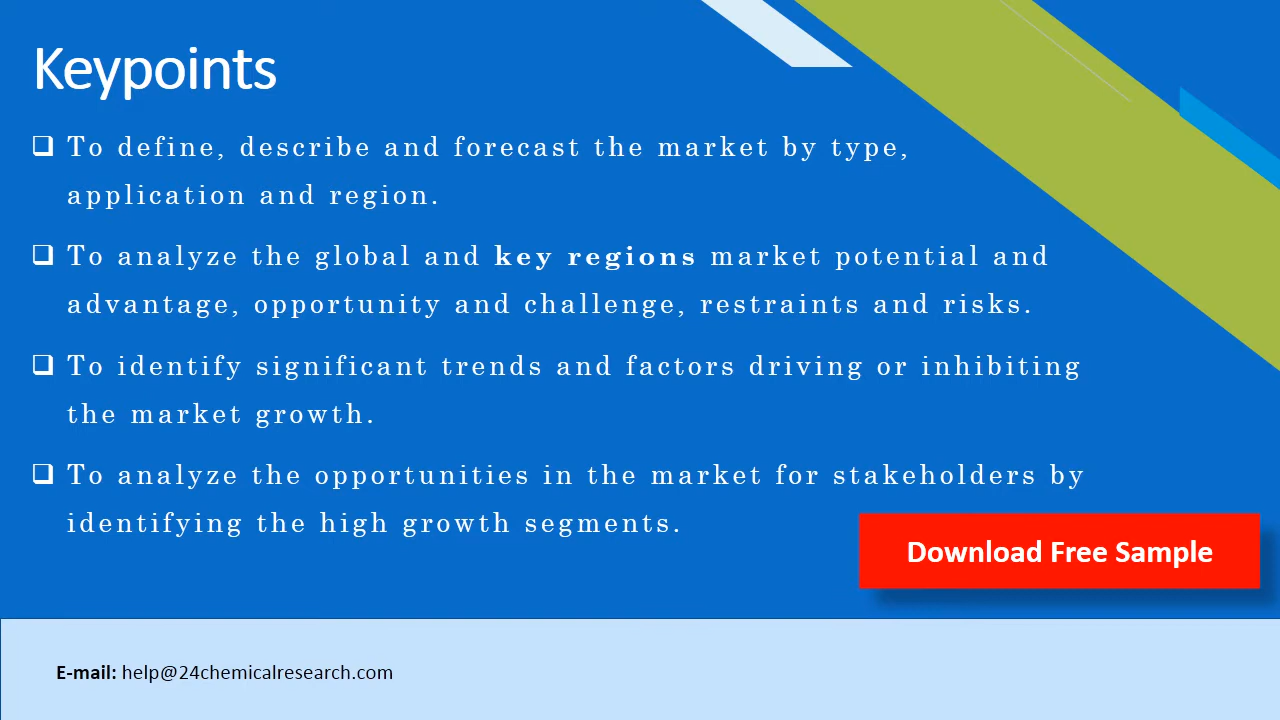 Keypoints
❑ To define, describe and forecast the market by type,
application and region.
❑ To analyze the global and key regions market potential and
advantage, opportunity and challenge, restraints and risks.
❑ To identify significant trends and factors driving or inhibiting
the market growth.
❑ To analyze the opportunities in the market for stakeholders by
identifying the high growth segments.
Download Free Sample
E-mail: help@24chemicalresearch.com